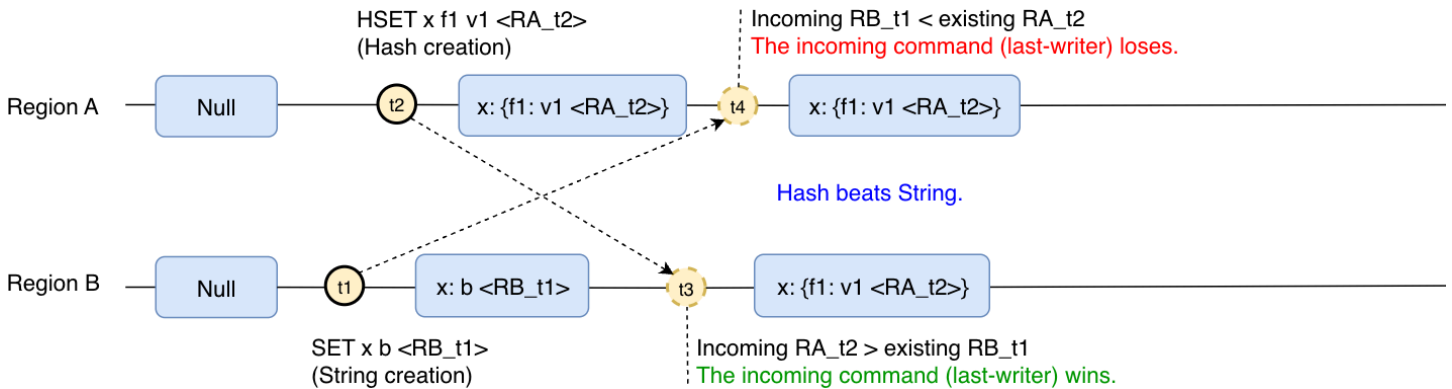 HSET x f1 v1 <RA_t2>
(Hash creation)
Incoming RB_t1 < existing RA_t2
The incoming command (last-writer) loses.
Region A
Null
t2
x: {f1: v1 <RA_t2>}
t4
x: {f1: v1 <RA_t2>}
Hash beats String.
Region B
Null
t1
x: b <RB_t1>
t3
x: {f1: v1 <RA_t2>}
SET x b <RB_t1>
(String creation)
Incoming RA_t2 > existing RB_t1
The incoming command (last-writer) wins.